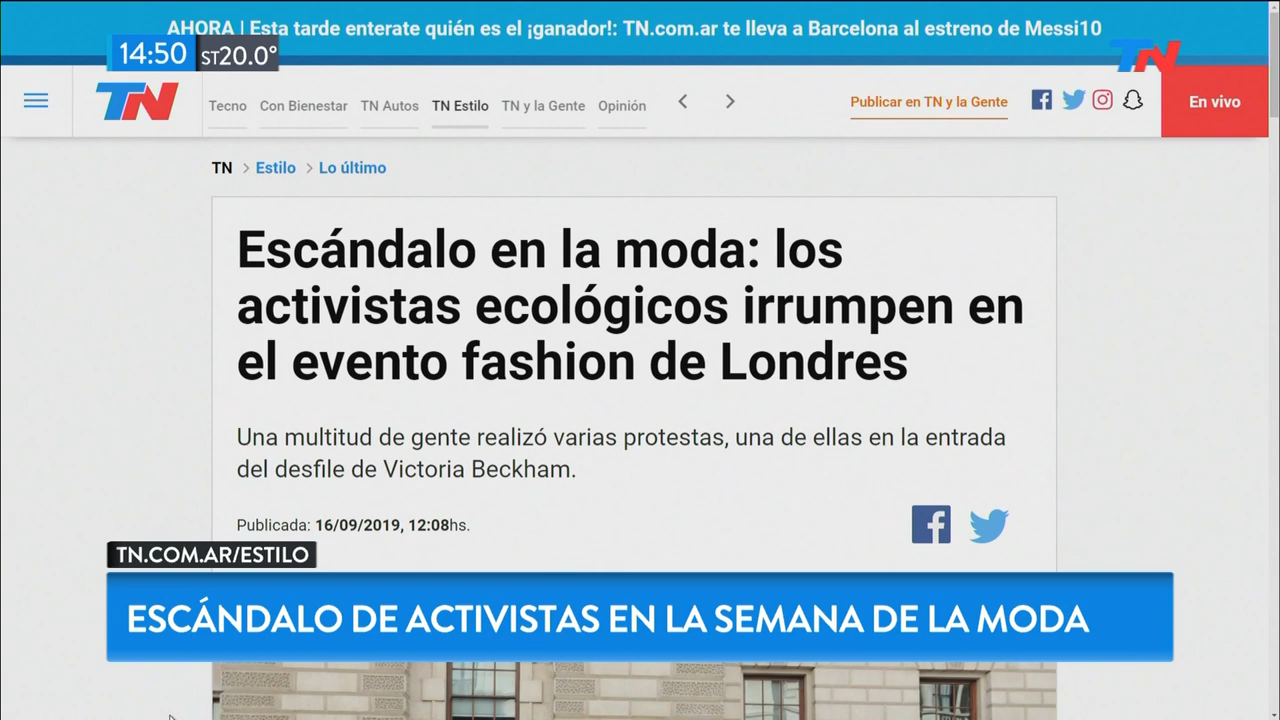 AHORA | Esta tarde enterate quién es el ¡ganador!: TN.com.ar te lleva a Barcelona al estreno de Messi10
14:50 ST20.0°
TN
TN
Tecno Con Bienestar TN Autos TN Estilo TN y la Gente Opinión
Publicar en TN y la Gente
En vivo
TN > Estilo > Lo último
Escándalo en la moda: los
activistas ecológicos irrumpen en
el evento fashion de Londres
Una multitud de gente realizó varias protestas, una de ellas en la entrada
del desfile de Victoria Beckham.
Publicada: 16/09/2019, 12:08hs.
TN.COM.AR/ESTILO
ESCÁNDALO DE ACTIVISTAS EN LA SEMANA DE LA MODA